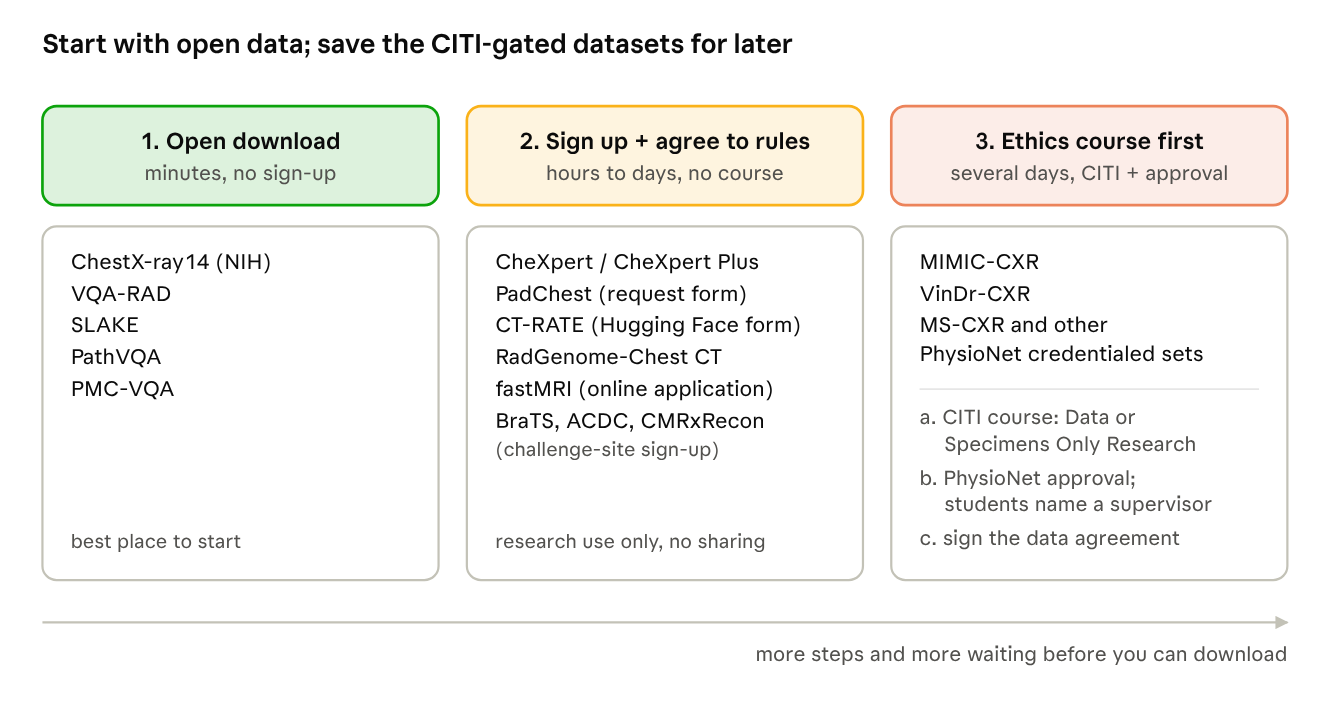 Start with open data; save the CITI-gated datasets for later
1. Open download
minutes, no sign-up
ChestX-ray14 (NIH)
VQA-RAD
SLAKE
PathVQA
PMC-VQA
best place to start
2. Sign up + agree to rules
hours to days, no course
CheXpert / CheXpert Plus
PadChest (request form)
CT-RATE (Hugging Face form)
RadGenome-Chest CT
fastMRI (online application)
BraTS, ACDC, CMRxRecon
(challenge-site sign-up)
research use only, no sharing
3. Ethics course first
several days, CITI + approval
MIMIC-CXR
VinDr-CXR
MS-CXR and other
PhysioNet credentialed sets
a. CITI course: Data or
Specimens Only Research
b. PhysioNet approval;
students name a supervisor
c. sign the data agreement
more steps and more waiting before you can download